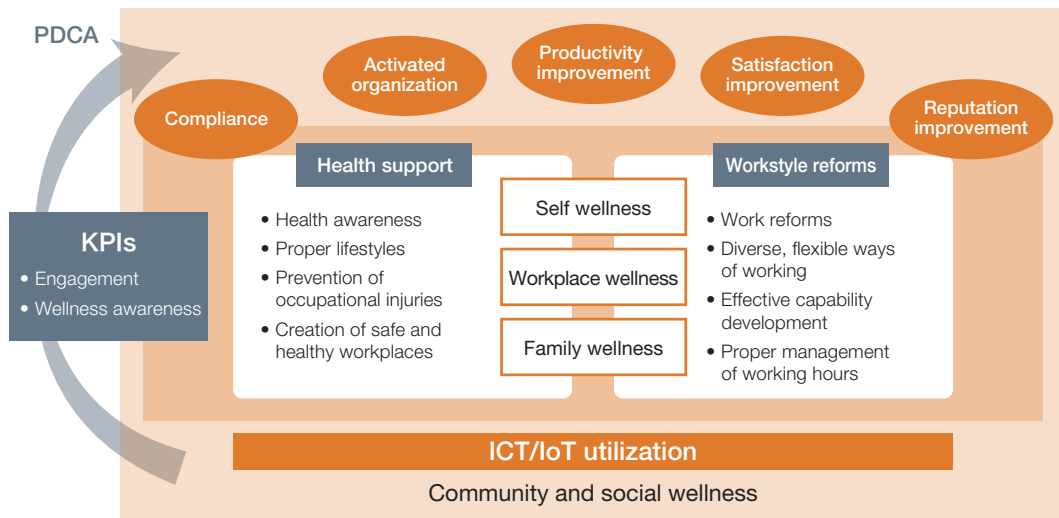 PDCA
Compliance
Activated
organization
Productivity
improvement
Satisfaction
improvement
Reputation
improvement
KPIs
• Engagement
• Wellness awareness
Health support
• Health awareness
• Proper lifestyles
• Prevention of
occupational injuries
• Creation of safe and
healthy workplaces
Self wellness
Workplace wellness
Family wellness
Workstyle reforms
• Work reforms
• Diverse, flexible ways
of working
• Effective capability
development
• Proper management
of working hours
ICT/IoT utilization
Community and social wellness